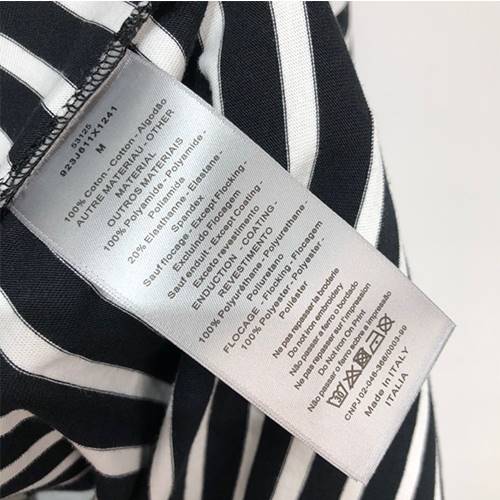 53125
923J611X1241
M
100% Coton - Cotton - Algodão
AUTRE MATERIAU - OTHER
MATERIAL -
OUTROS MATERIAIS
100% Polyamide - Polyamide -
Poliamida
20% Elasthanne - Elastane -
Spandex
Sauf flocage - Except Flocking -
Excluindo Flocagem
Sauf enduit - Except Coating -
Exceto revestimento
ENDUCTION - COATING -
REVESTIMENTO
100% Polyurethane - Polyurethane -
Poliuretano
FLOCAGE - Flocking - Flocagem
100% Polyester - Polyester -
Poliéster
Ne pas repasser la broderie
Do not iron embroidery
Não passar a ferro o bordado
Ne pas repasser sur l'impression
Do Not Iron On Print
Não passar a ferro sobre a impressão
30
CNPJ 02-046-368/0003-99
Made in ITALY
ITALIA